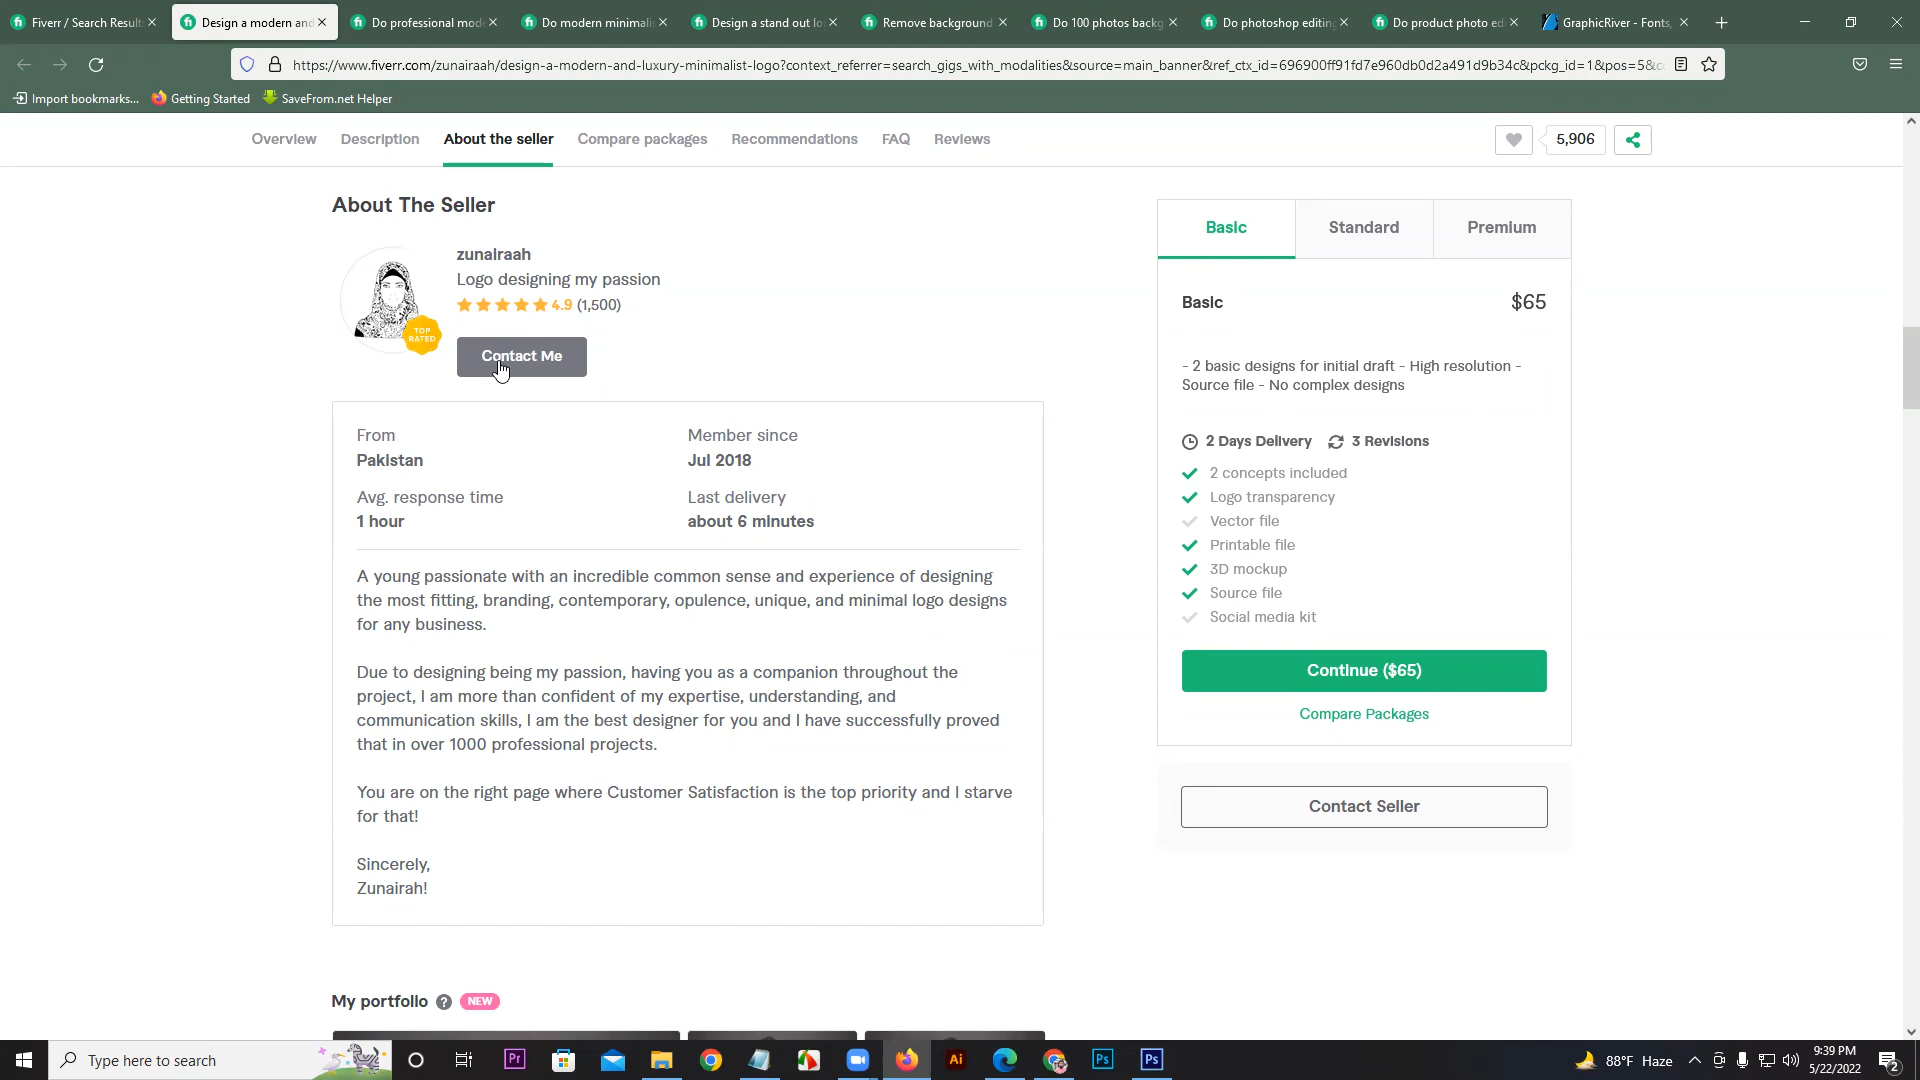 Fiverr / Search Result
Design a modern and
Do professional mode
Do modern minimalis
Design a stand out lo
Remove background
Do 100 photos backg
Do photoshop editing
Do product photo edi
GraphicRiver - Fonts,
https://www.fiverr.com/zunairaah/design-a-modern-and-luxury-minimalist-logo?context_referrer=search_gigs_with_modalities&source=main_banner&ref_ctx_id=696900ff91fd7e960db0d2a491d9b34c&pckg_id=1&pos=5&c
Import bookmarks...
Getting Started
SaveFrom.net Helper
Overview
Description
About the seller
Compare packages
Recommendations
FAQ
Reviews
5,906
About The Seller
zunairaah
Logo designing my passion
4.9 (1,500)
TOP
RATED
Contact Me
From
Pakistan
Member since
Jul 2018
Avg. response time
1 hour
Last delivery
about 6 minutes
A young passionate with an incredible common sense and experience of designing
the most fitting, branding, contemporary, opulence, unique, and minimal logo designs
for any business.
Due to designing being my passion, having you as a companion throughout the
project, I am more than confident of my expertise, understanding, and
communication skills, I am the best designer for you and I have successfully proved
that in over 1000 professional projects.
You are on the right page where Customer Satisfaction is the top priority and I starve
for that!
Sincerely,
Zunairah!
My portfolio ? NEW
Basic
Standard
Premium
Basic
$65
- 2 basic designs for initial draft - High resolution -
Source file - No complex designs
2 Days Delivery
3 Revisions
2 concepts included
Logo transparency
Vector file
Printable file
3D mockup
Source file
Social media kit
Continue ($65)
Compare Packages
Contact Seller
Type here to search
Pr
Ai
Ps
Ps
88°F Haze
9:39 PM
5/22/2022
2